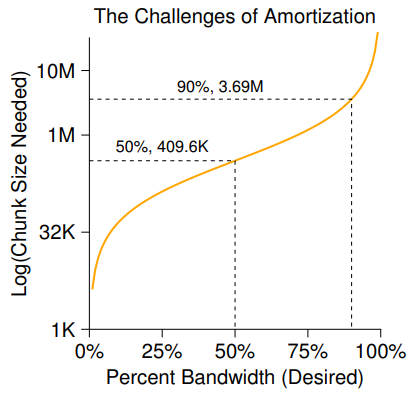 The Challenges of Amortization
Log(Chunk Size Needed)
10M
1M
32K
1K
90%, 3.69M
50%, 409.6K
0% 25% 50% 75% 100%
Percent Bandwidth (Desired)